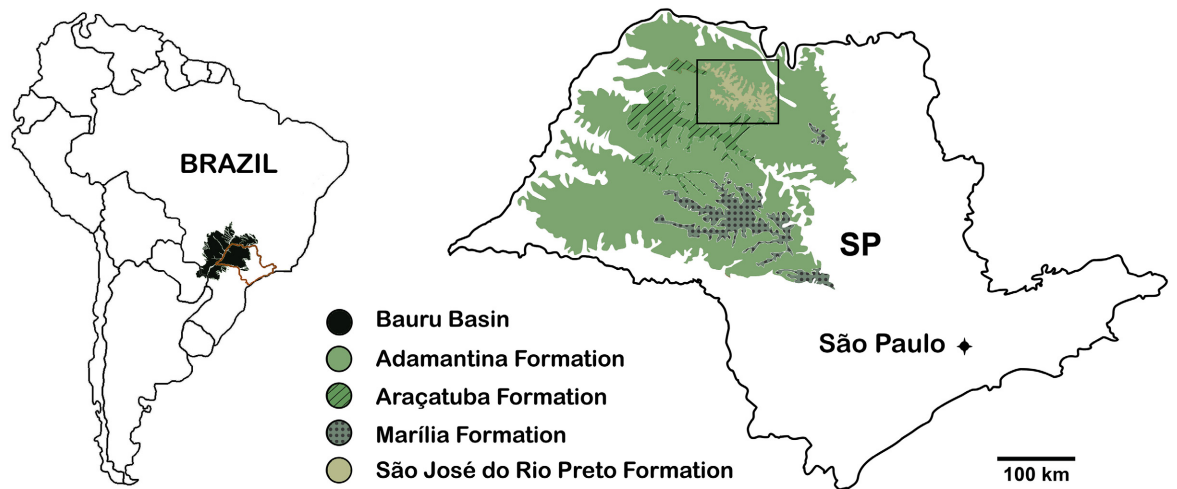 BRAZIL
SP
São Paulo
Bauru Basin
Adamantina Formation
Araçatuba Formation
Marília Formation
São José do Rio Preto Formation
100 km